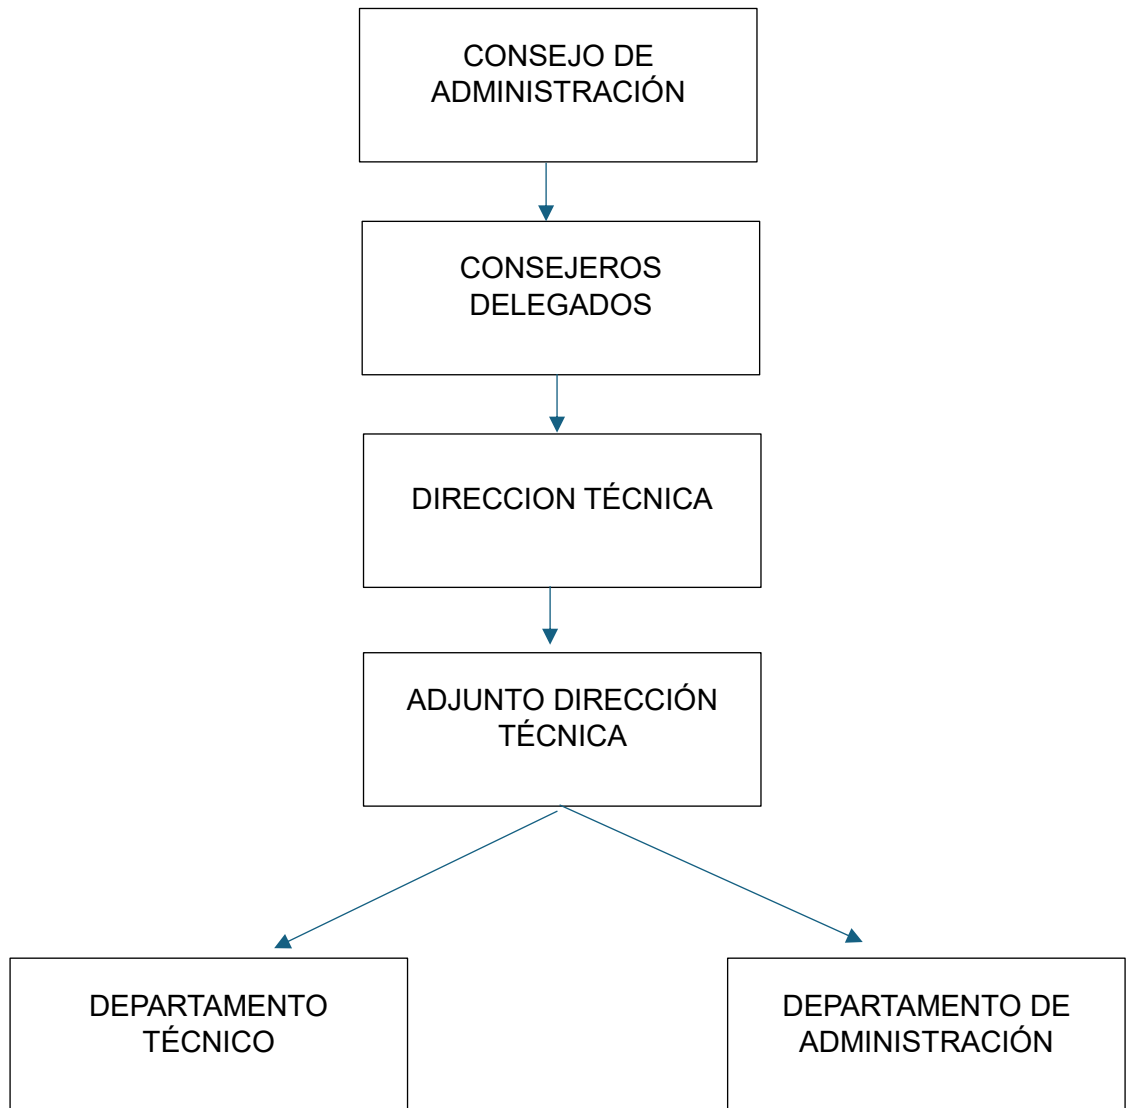 CONSEJO DE
ADMINISTRACIÓN
CONSEJEROS
DELEGADOS
DIRECCION TÉCNICA
ADJUNTO DIRECCIÓN
TÉCNICA
DEPARTAMENTO
TÉCNICO
DEPARTAMENTO DE
ADMINISTRACIÓN